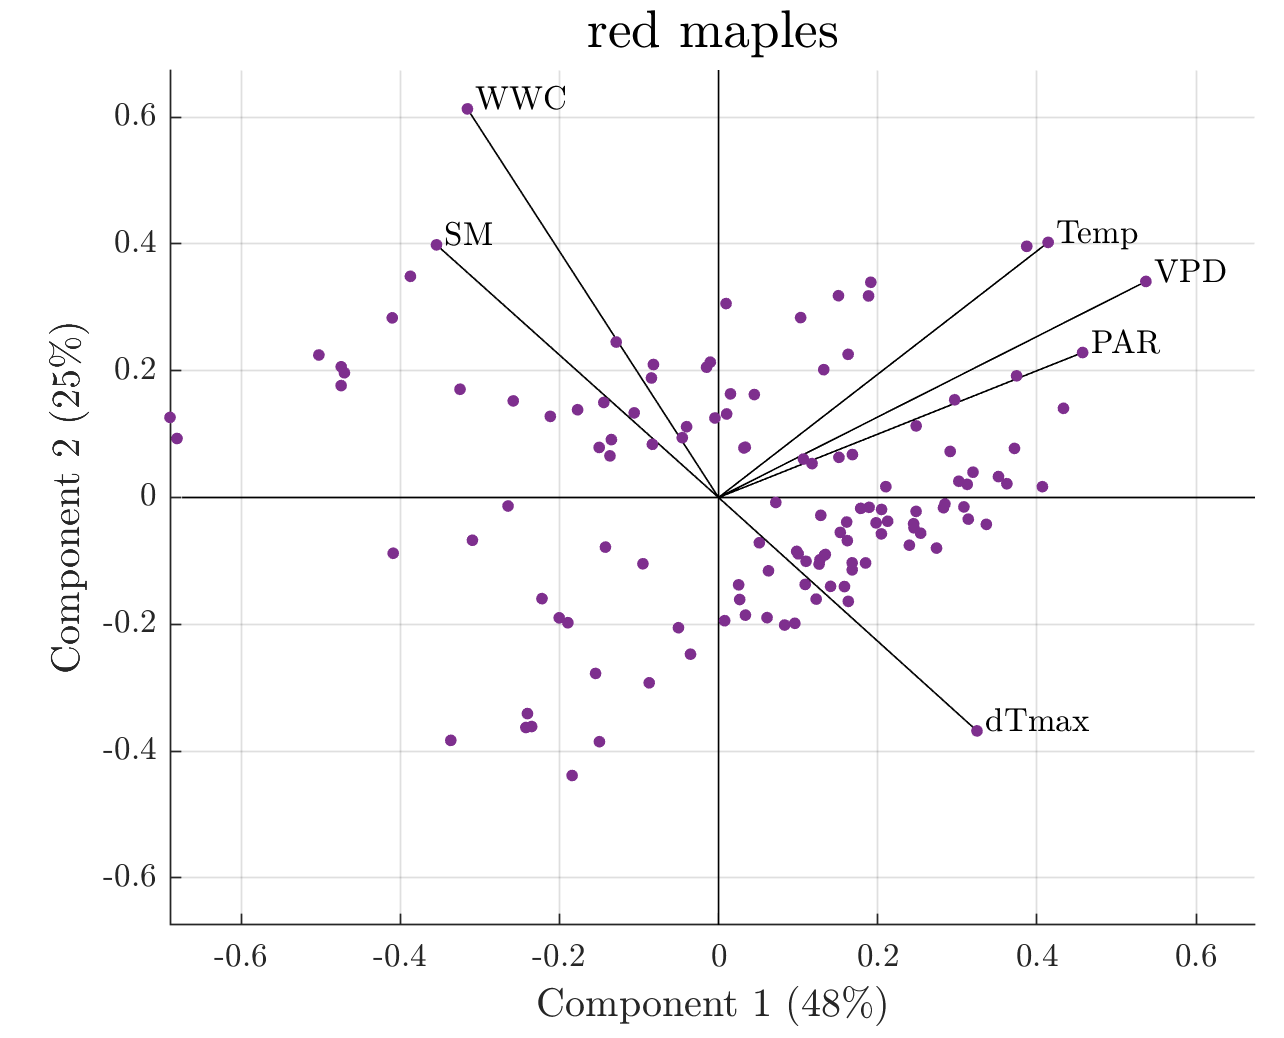 red maples
WWC
SM
Temp
VPD
PAR
dTmax
0.6
0.4
0.2
0
-0.2
-0.4
-0.6
Component 2 (25%)
-0.6 -0.4 -0.2 0 0.2 0.4 0.6
Component 1 (48%)